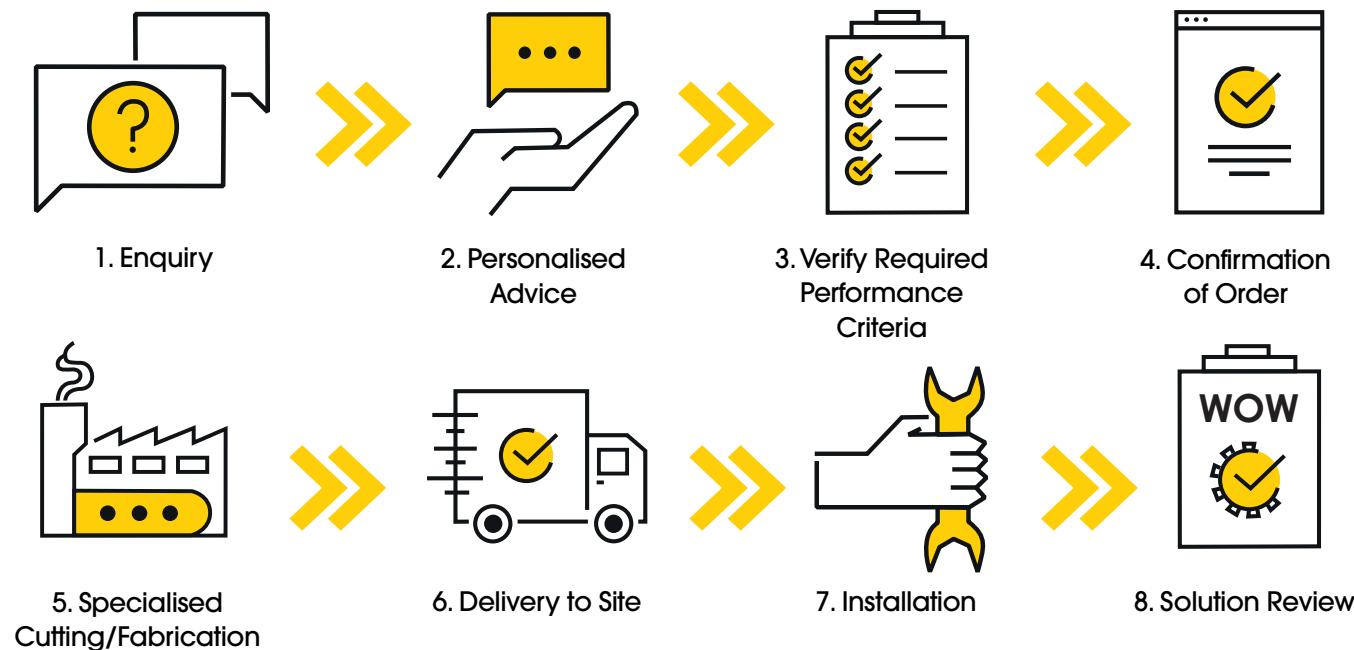 ?
1. Enquiry
2. Personalised
Advice
3. Verify Required
Performance
Criteria
4. Confirmation
of Order
5. Specialised
Cutting/Fabrication
6. Delivery to Site
7. Installation
WOW
8. Solution Review